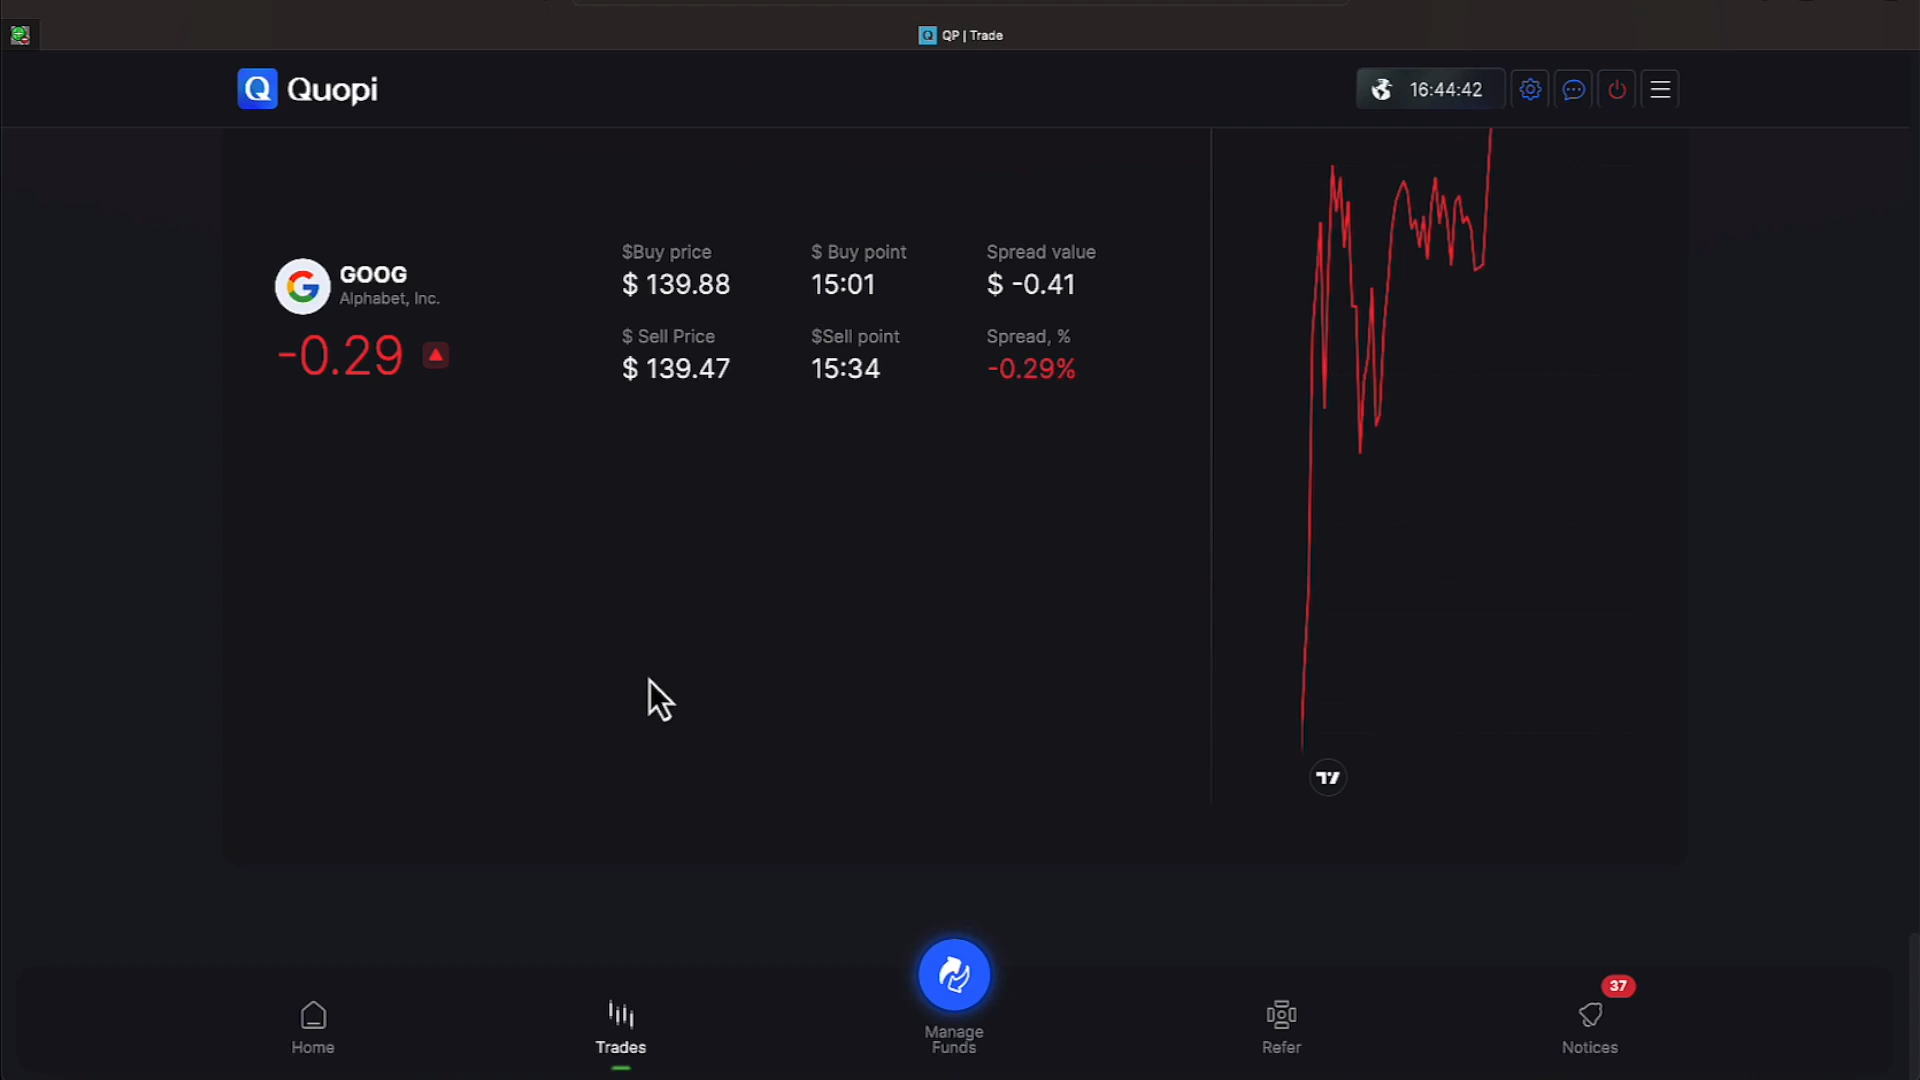 QP | Trade
Quopi
16:44:42
GOOG
Alphabet, Inc.
-0.29
$Buy price
$ 139.88
$ Buy point
15:01
Spread value
$ -0.41
$ Sell Price
$ 139.47
$Sell point
15:34
Spread, %
-0.29%
Home
Trades
Manage
Funds
Refer
37
Notices